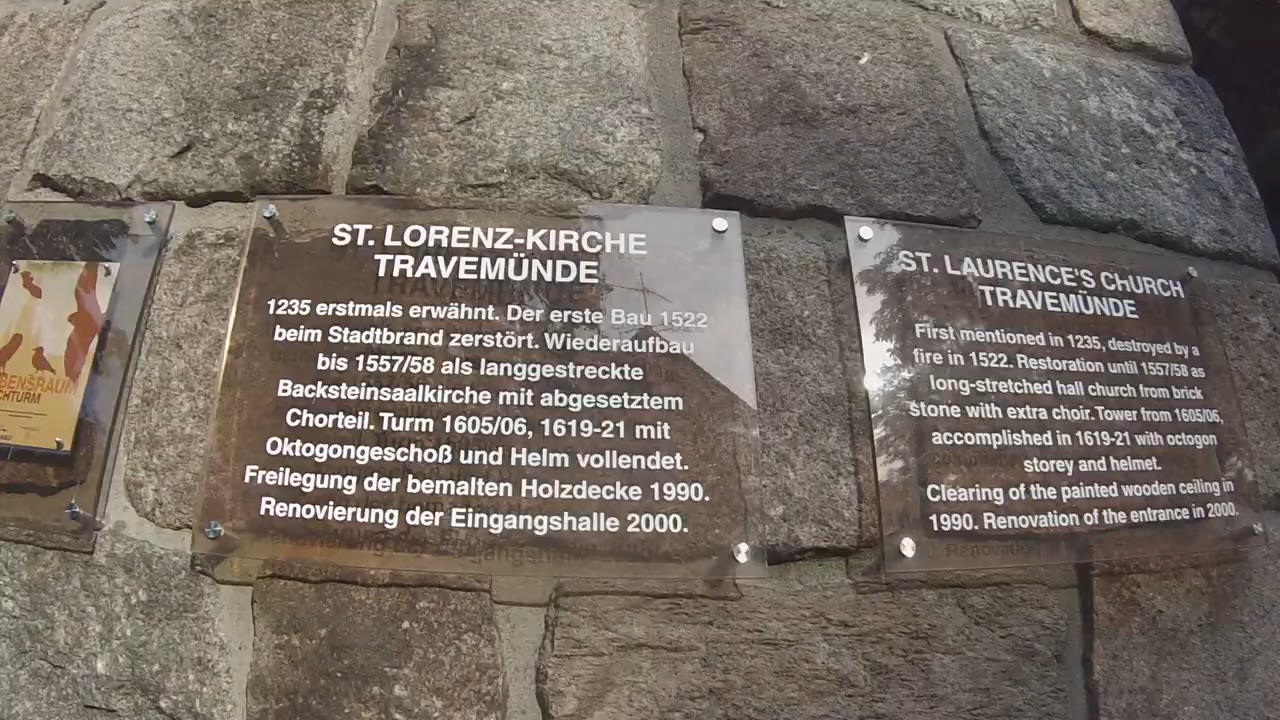 BENSRAUM
HTURM
ST. LORENZ-KIRCHE
TRAVEMÜNDE
1235 erstmals erwähnt. Der erste Bau 1522
beim Stadtbrand zerstört. Wiederaufbau
bis 1557/58 als langgestreckte
Backsteinsaalkirche mit abgesetztem
Chorteil. Turm 1605/06, 1619-21 mit
Oktogongeschoß und Helm vollendet.
Freilegung der bemalten Holzdecke 1990.
Renovierung der Eingangshalle 2000.
ST. LAURENCE'S CHURCH
TRAVEMÜNDE
First mentioned in 1235, destroyed by a
fire in 1522. Restoration until 1557/58 as
long-stretched hall church from brick
stone with extra choir. Tower from 1605/06,
accomplished in 1619-21 with octogon
storey and helmet.
Clearing of the painted wooden ceiling in
1990. Renovation of the entrance in 2000.